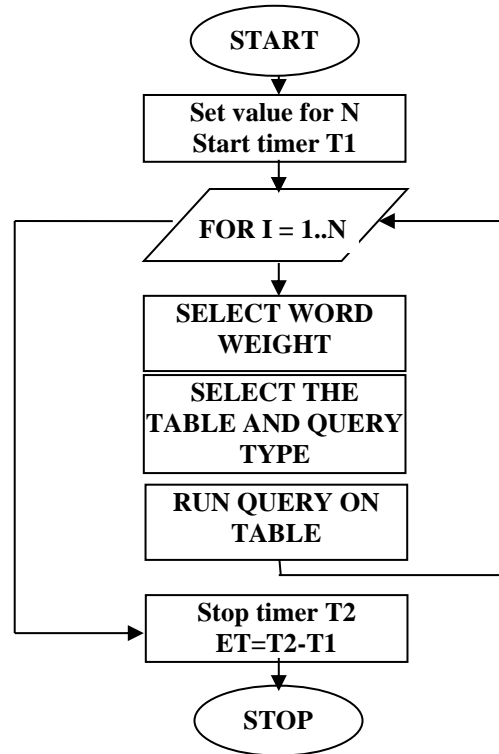 START
Set value for N
Start timer T1
FOR I = 1..N
SELECT WORD
WEIGHT
SELECT THE
TABLE AND QUERY
TYPE
RUN QUERY ON
TABLE
Stop timer T2
ET=T2-T1
STOP